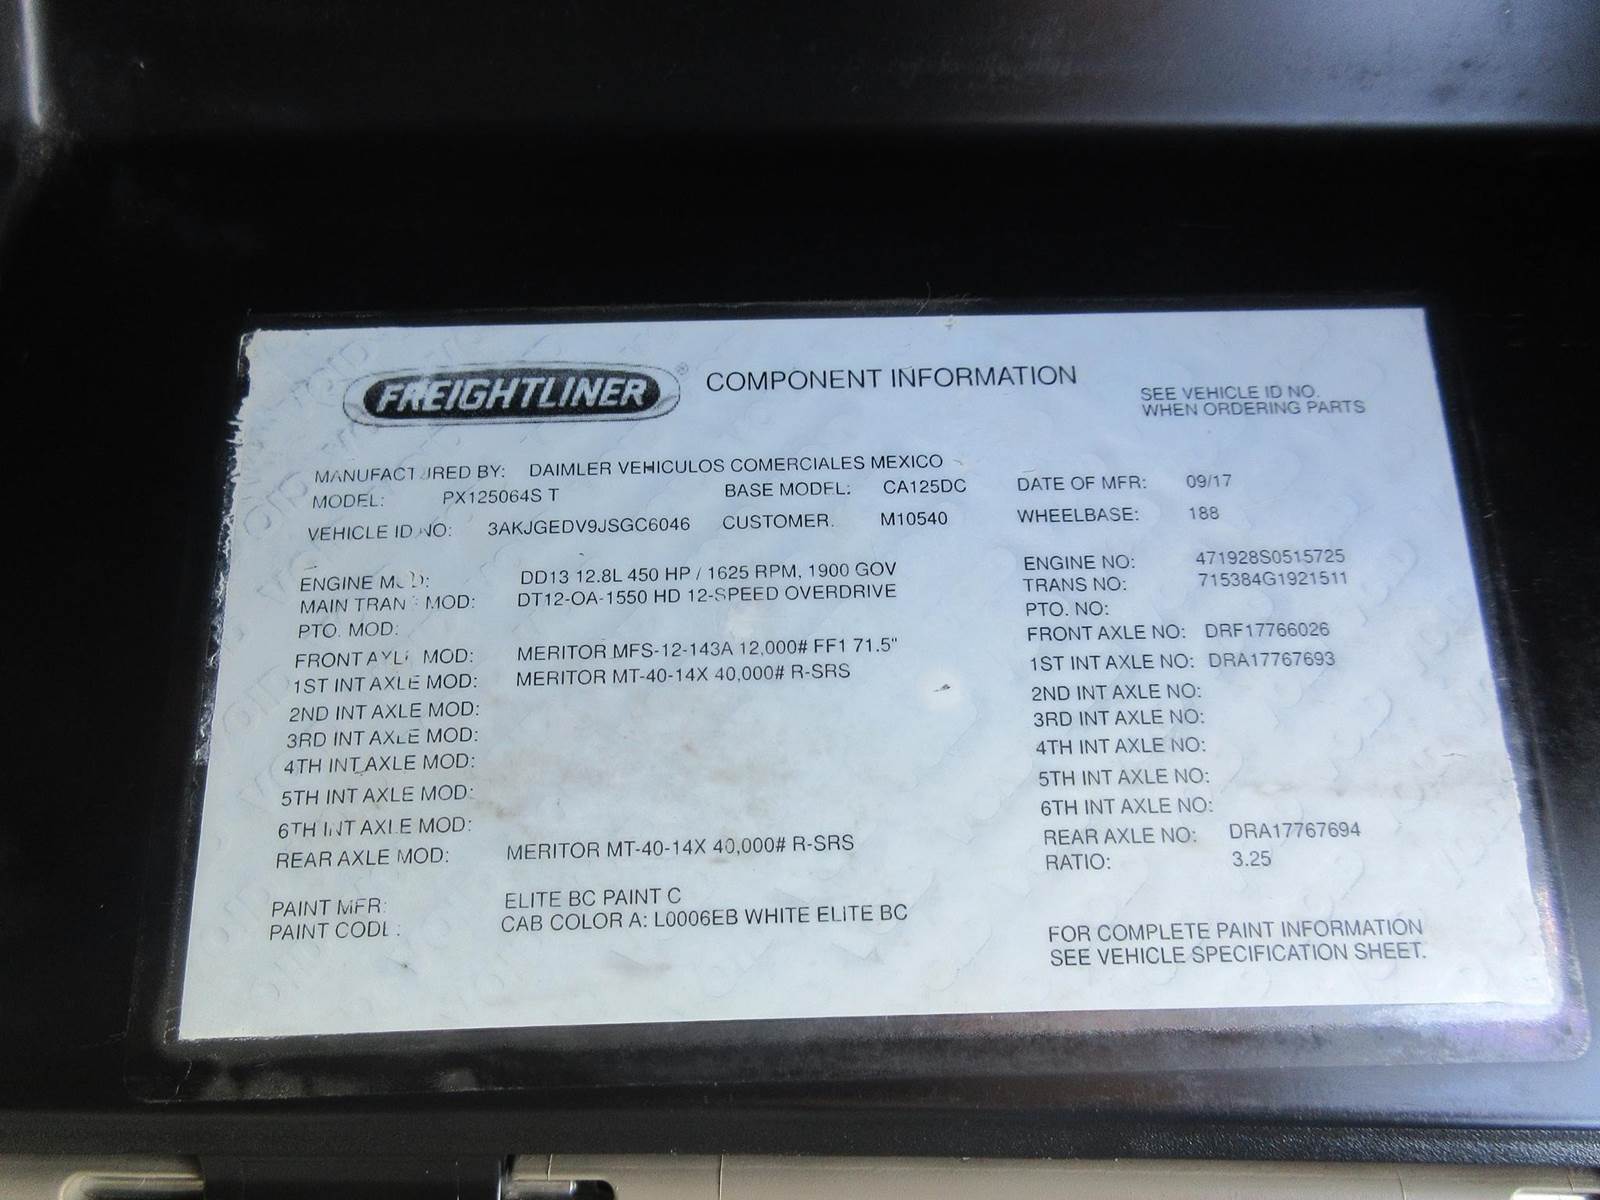 FREIGHTLINER ® COMPONENT INFORMATION
SEE VEHICLE ID NO.
WHEN ORDERING PARTS
MANUFACTURED BY: DAIMLER VEHICULOS COMERCIALES MEXICO
MODEL: PX125064S T BASE MODEL: CA125DC DATE OF MFR: 09/17
VEHICLE ID NO: 3AKJGEDV9JSGC6046 CUSTOMER. M10540 WHEELBASE: 188
ENGINE MOD: DD13 12.8L 450 HP / 1625 RPM, 1900 GOV ENGINE NO: 471928S0515725
MAIN TRANS MOD: DT12-OA-1550 HD 12-SPEED OVERDRIVE TRANS NO: 715384G1921511
PTO. MOD: PTO. NO:
FRONT AXLE MOD: MERITOR MFS-12-143A 12,000# FF1 71.5" FRONT AXLE NO: DRF17766026
1ST INT AXLE MOD: MERITOR MT-40-14X 40,000# R-SRS 1ST INT AXLE NO: DRA17767693
2ND INT AXLE MOD: 2ND INT AXLE NO:
3RD INT AXLE MOD: 3RD INT AXLE NO:
4TH INT AXLE MOD: 4TH INT AXLE NO:
5TH INT AXLE MOD: 5TH INT AXLE NO:
6TH INT AXLE MOD: 6TH INT AXLE NO:
REAR AXLE MOD: MERITOR MT-40-14X 40,000# R-SRS REAR AXLE NO: DRA17767694
RATIO: 3.25
PAINT MFR: ELITE BC PAINT C
PAINT CODE: CAB COLOR A: L0006EB WHITE ELITE BC
FOR COMPLETE PAINT INFORMATION
SEE VEHICLE SPECIFICATION SHEET.